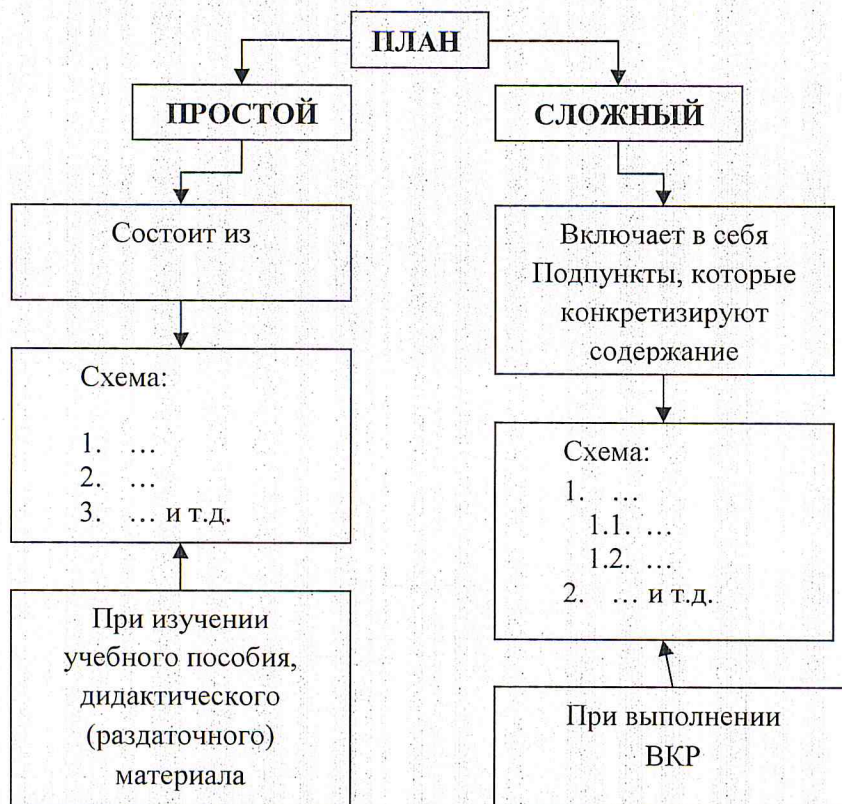 ПЛАН
ПРОСТОЙ
СЛОЖНЫЙ
Состоит из
Включает в себя
Подпункты, которые
конкретизируют
содержание
Схема:
1. …
2. …
3. … и т.д.
Схема:
1. …
1.1. …
1.2. …
2. … и т.д.
При изучении
учебного пособия,
дидактического
(раздаточного)
материала
При выполнении
ВКР